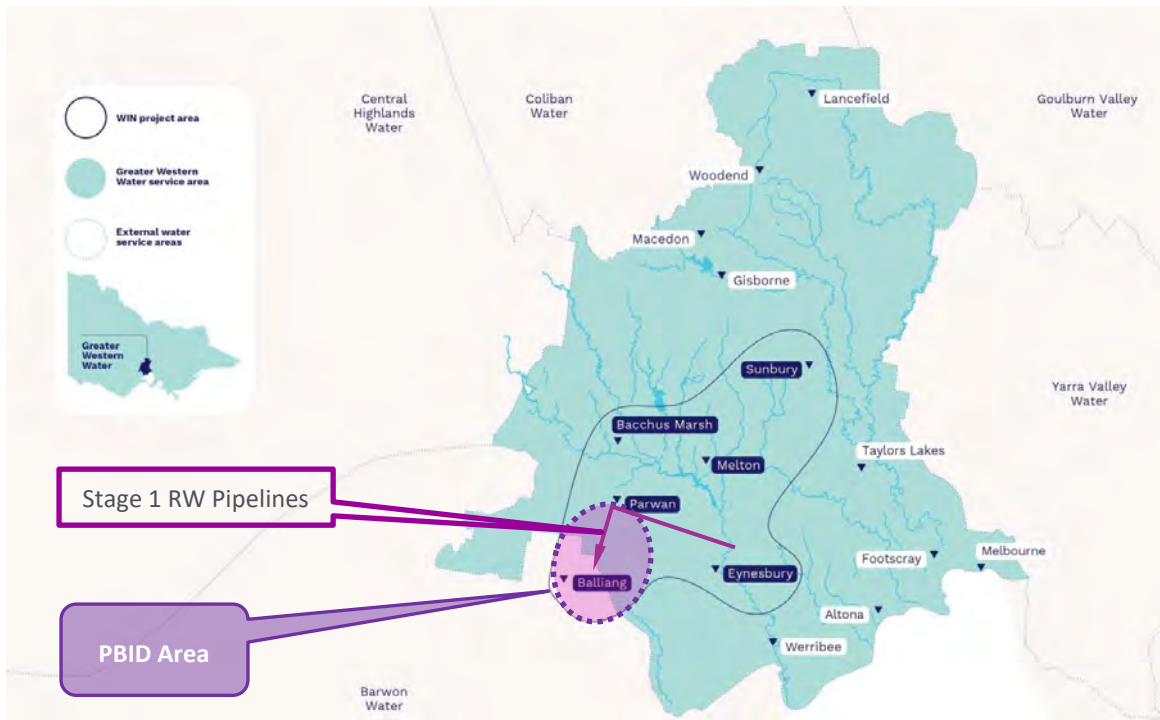 WIN project area
Greater Western
Water service area
External water
service areas
Greater
Western
Water
Central
Highlands
Water
Coliban
Water
Goulburn Valley
Water
Lancefield
Woodend
Macedon
Gisborne
Sunbury
Yarra Valley
Water
Bacchus Marsh
Melton
Taylors Lakes
Stage 1 RW Pipelines
Parwan
Footscray
Melbourne
Balliang
Eynesbury
Altona
PBID Area
Werribee
Barwon
Water